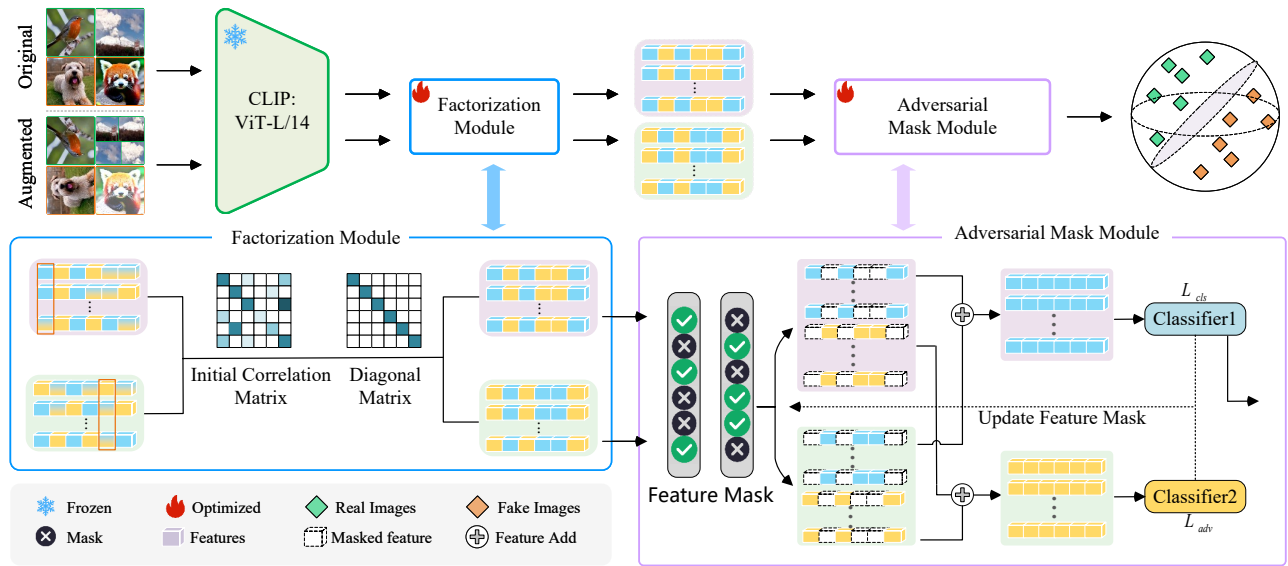 Original
Augmented
CLIP:
ViT-L/14
Factorization
Module
Adversarial
Mask Module
Factorization Module
Initial Correlation
Matrix
Diagonal
Matrix
Adversarial Mask Module
Feature Mask
L cls
Classifier1
Update Feature Mask
Classifier2
L adv
Frozen
Optimized
Real Images
Fake Images
Mask
Features
Masked feature
Feature Add